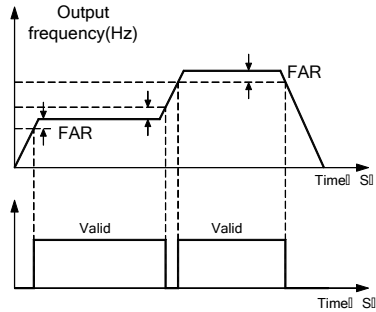 Output
frequency(Hz)
FAR
FAR
Time▯ S▯
Valid
Valid
Time▯ S▯